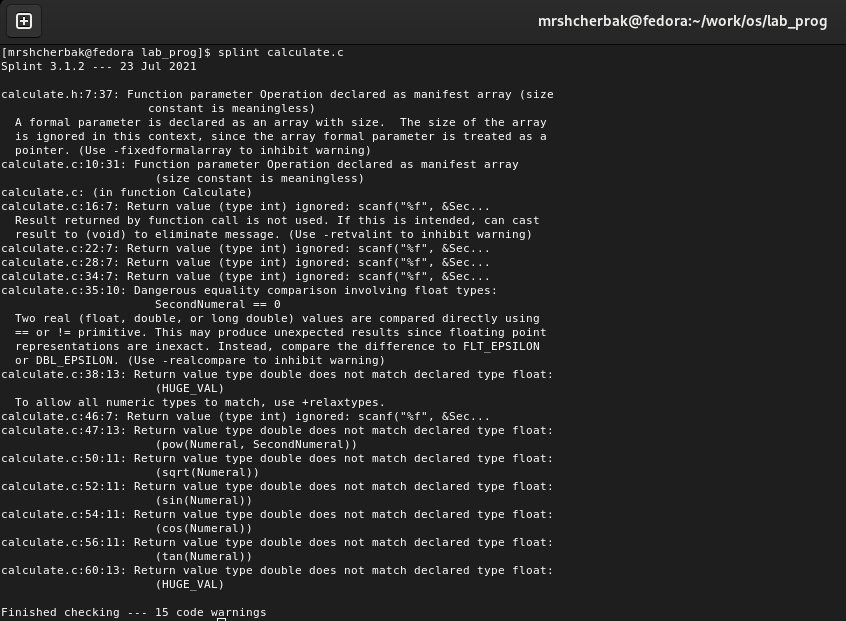 mrshcherbak@fedora:~/work/os/lab_prog
[mrshcherbak@fedora lab_prog]$ splint calculate.c
Splint 3.1.2 --- 23 Jul 2021
calculate.h:7:37: Function parameter Operation declared as manifest array (size
constant is meaningless)
A formal parameter is declared as an array with size.  The size of the array
is ignored in this context, since the array formal parameter is treated as a
pointer. (Use -fixedformalarray to inhibit warning)
calculate.c:10:31: Function parameter Operation declared as manifest array
(size constant is meaningless)
calculate.c: (in function Calculate)
calculate.c:16:7: Return value (type int) ignored: scanf("%f", &Sec...
Result returned by function call is not used. If this is intended, can cast
result to (void) to eliminate message. (Use -retvalint to inhibit warning)
calculate.c:22:7: Return value (type int) ignored: scanf("%f", &Sec...
calculate.c:28:7: Return value (type int) ignored: scanf("%f", &Sec...
calculate.c:34:7: Return value (type int) ignored: scanf("%f", &Sec...
calculate.c:35:10: Dangerous equality comparison involving float types:
SecondNumeral == 0
Two real (float, double, or long double) values are compared directly using
== or != primitive. This may produce unexpected results since floating point
representations are inexact. Instead, compare the difference to FLT_EPSILON
or DBL_EPSILON. (Use -realcompare to inhibit warning)
calculate.c:38:13: Return value type double does not match declared type float:
(HUGE_VAL)
To allow all numeric types to match, use +relaxtypes.
calculate.c:46:7: Return value (type int) ignored: scanf("%f", &Sec...
calculate.c:47:13: Return value type double does not match declared type float:
(pow(Numeral, SecondNumeral))
calculate.c:50:11: Return value type double does not match declared type float:
(sqrt(Numeral))
calculate.c:52:11: Return value type double does not match declared type float:
(sin(Numeral))
calculate.c:54:11: Return value type double does not match declared type float:
(cos(Numeral))
calculate.c:56:11: Return value type double does not match declared type float:
(tan(Numeral))
calculate.c:60:13: Return value type double does not match declared type float:
(HUGE_VAL)
Finished checking --- 15 code warnings